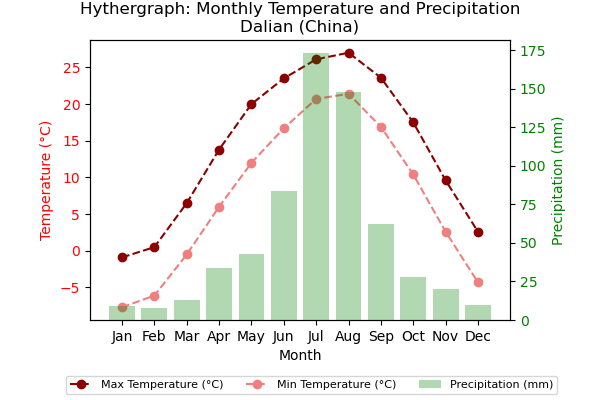 Hythergraph: Monthly Temperature and Precipitation
Dalian (China)
25
20
15
10
5
0
−5
Temperature (°C)
175
150
125
100
75
50
25
0
Precipitation (mm)
Jan Feb Mar Apr May Jun Jul Aug Sep Oct Nov Dec
Month
Max Temperature (°C) Min Temperature (°C) Precipitation (mm)